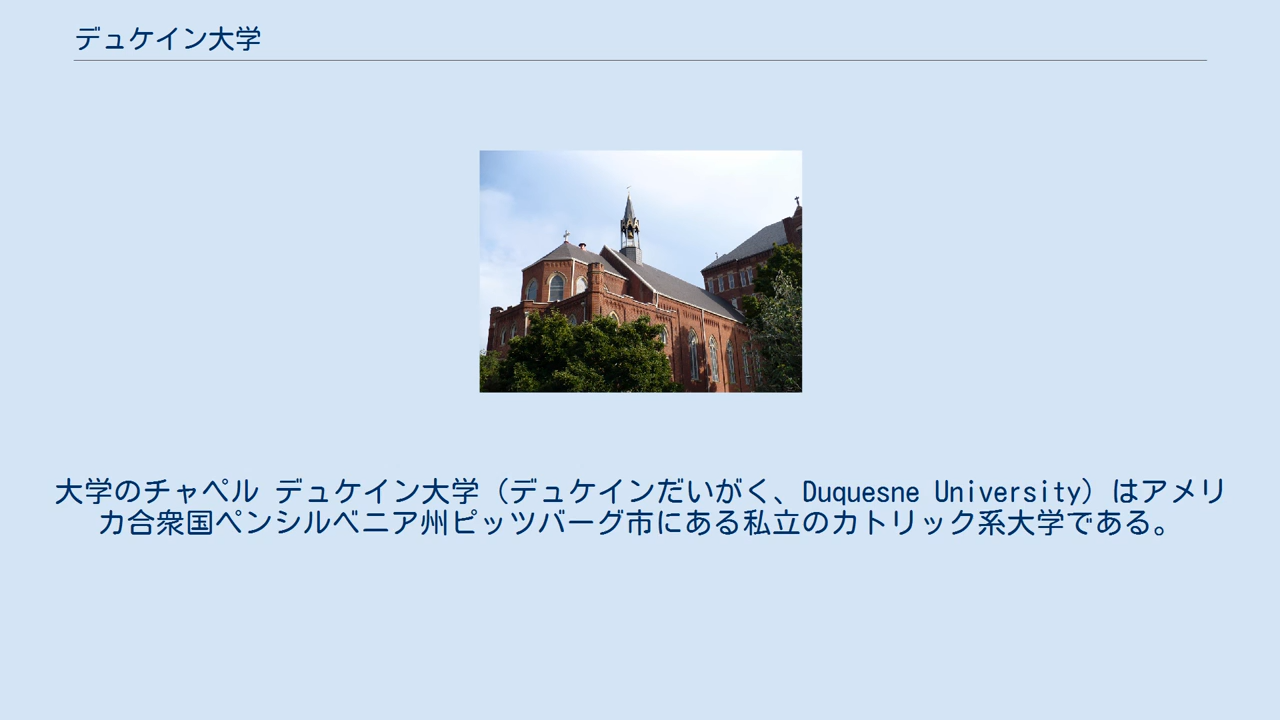 デュケイン大学
大学のチャペル デュケイン大学（デュケインだいがく、Duquesne University）はアメリ
カ合衆国ペンシルベニア州ピッツバーグ市にある私立のカトリック系大学である。